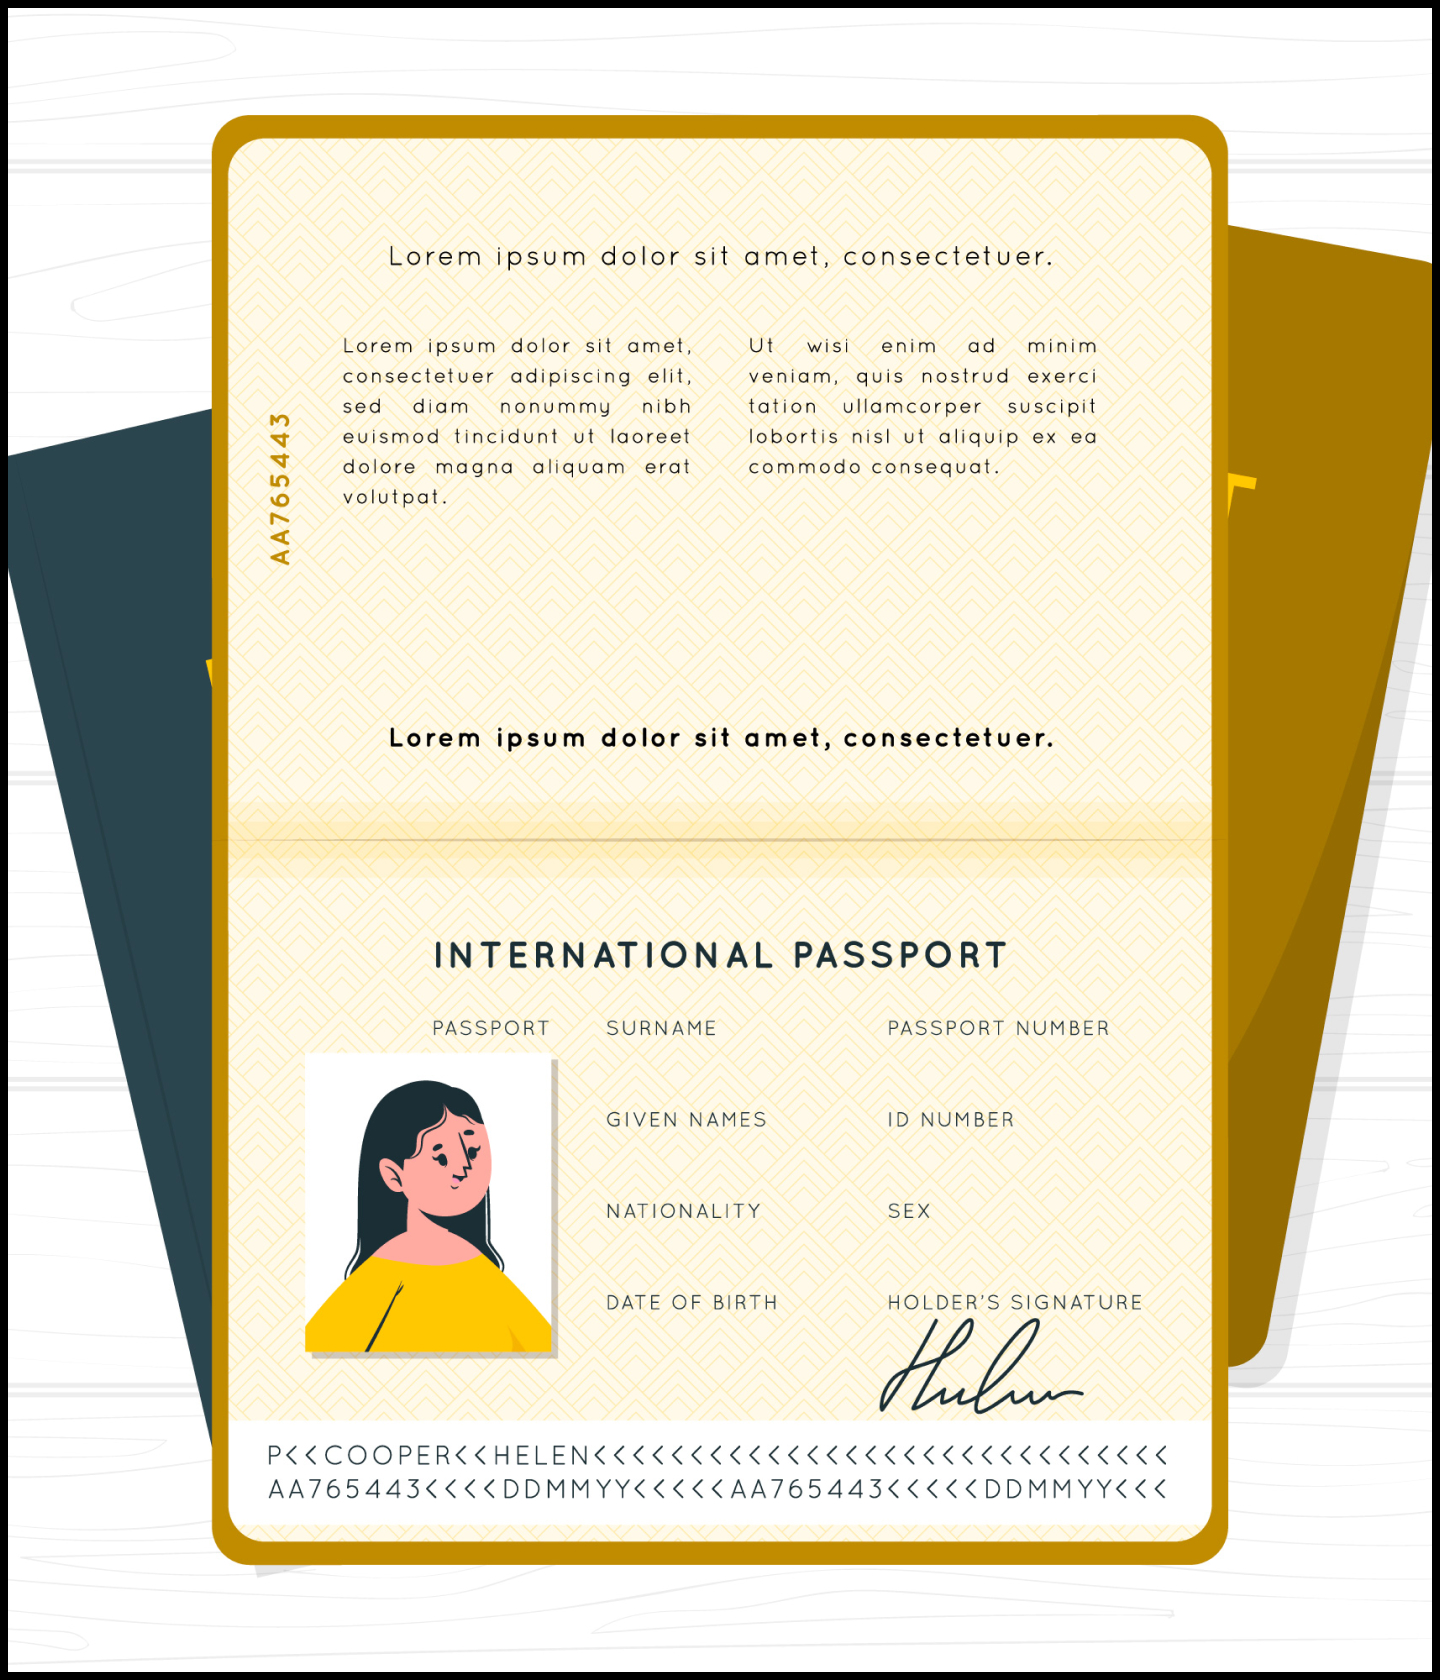 Lorem ipsum dolor sit amet, consectetuer.
Lorem ipsum dolor sit amet,
consectetuer adipiscing elit,
sed diam nonummy nibh
euismod tincidunt ut laoreet
dolore magna aliquam erat
volutpat.
Ut wisi enim ad minim
veniam, quis nostrud exerci
tation ullamcorper suscipit
lobortis nisl ut aliquip ex ea
commodo consequat.
AA765443
Lorem ipsum dolor sit amet, consectetuer.
INTERNATIONAL PASSPORT
PASSPORT
SURNAME
PASSPORT NUMBER
GIVEN NAMES
ID NUMBER
NATIONALITY
SEX
DATE OF BIRTH
HOLDER'S SIGNATURE
P<<COOPER<<HELEN<<<<<<<<<<<<<<<<<<<<<<<<<<<<<<
AA765443<<<<DDMMYY<<<<<AA765443<<<<<DDMMYY<<<